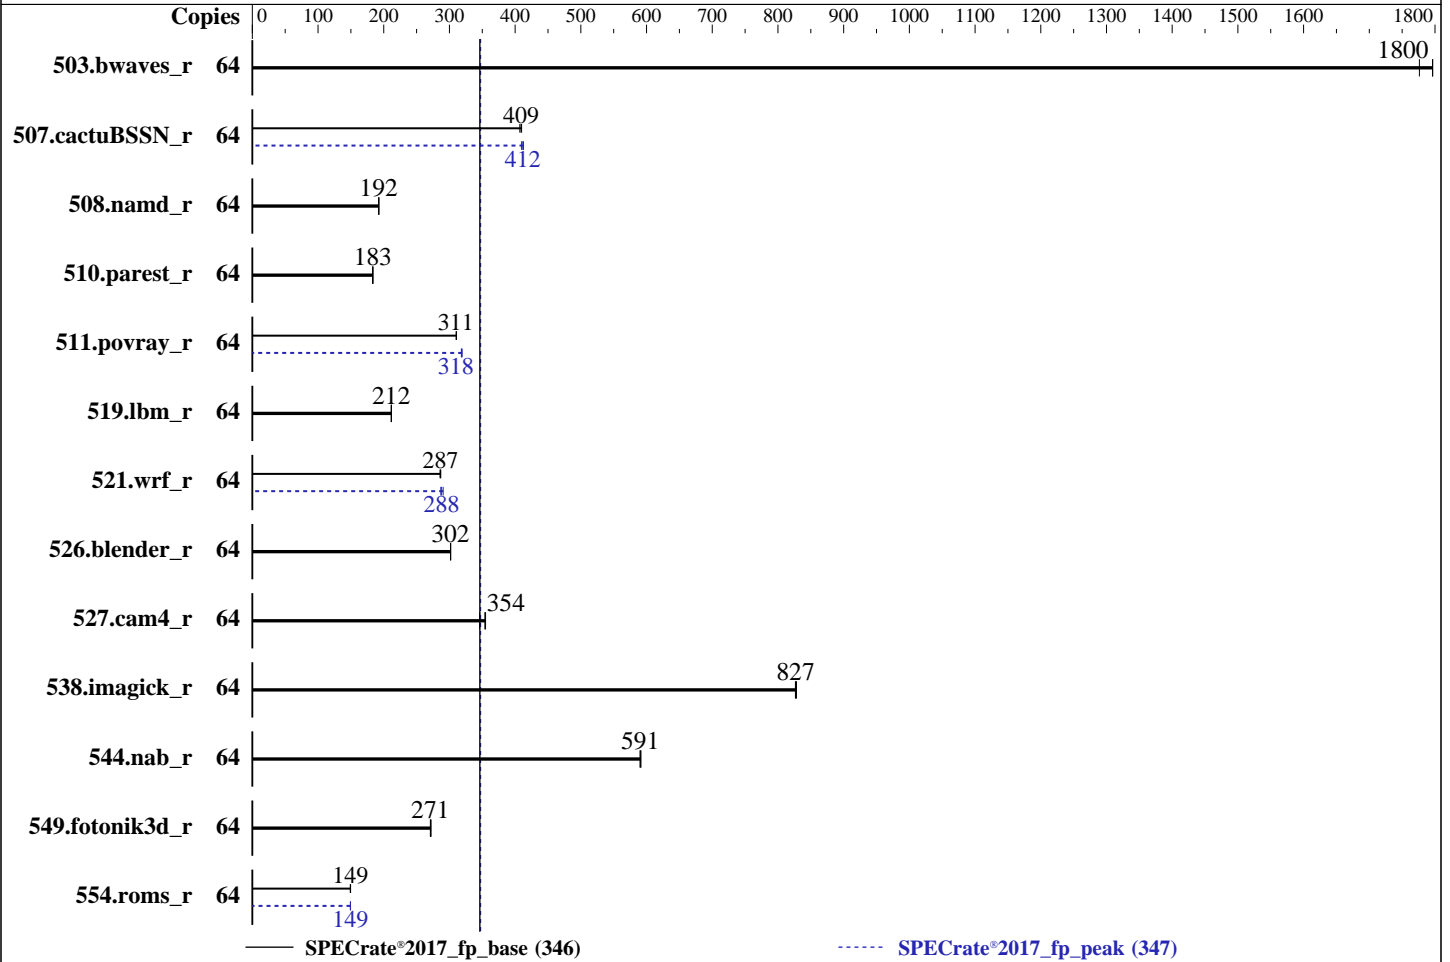 Copies 0 100 200 300 400 500 600 700 800 900 1000 1100 1200 1300 1400 1500 1600 1800
503.bwaves_r 64 1800
507.cactuBSSN_r 64 409
412
508.namd_r 64 192
510.parest_r 64 183
511.povray_r 64 311
318
519.lbm_r 64 212
521.wrf_r 64 287
288
526.blender_r 64 302
527.cam4_r 64 354
538.imagick_r 64 827
544.nab_r 64 591
549.fotonik3d_r 64 271
554.roms_r 64 149
149
SPECrate®2017_fp_base (346) SPECrate®2017_fp_peak (347)